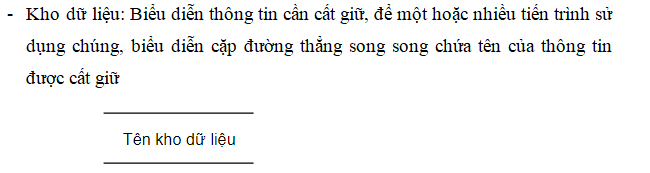 - Kho dữ liệu: Biểu diễn thông tin cần cất giữ, để một hoặc nhiều tiến trình sử
dụng chúng, biểu diễn cặp đường thẳng song song chứa tên của thông tin
được cất giữ
Tên kho dữ liệu